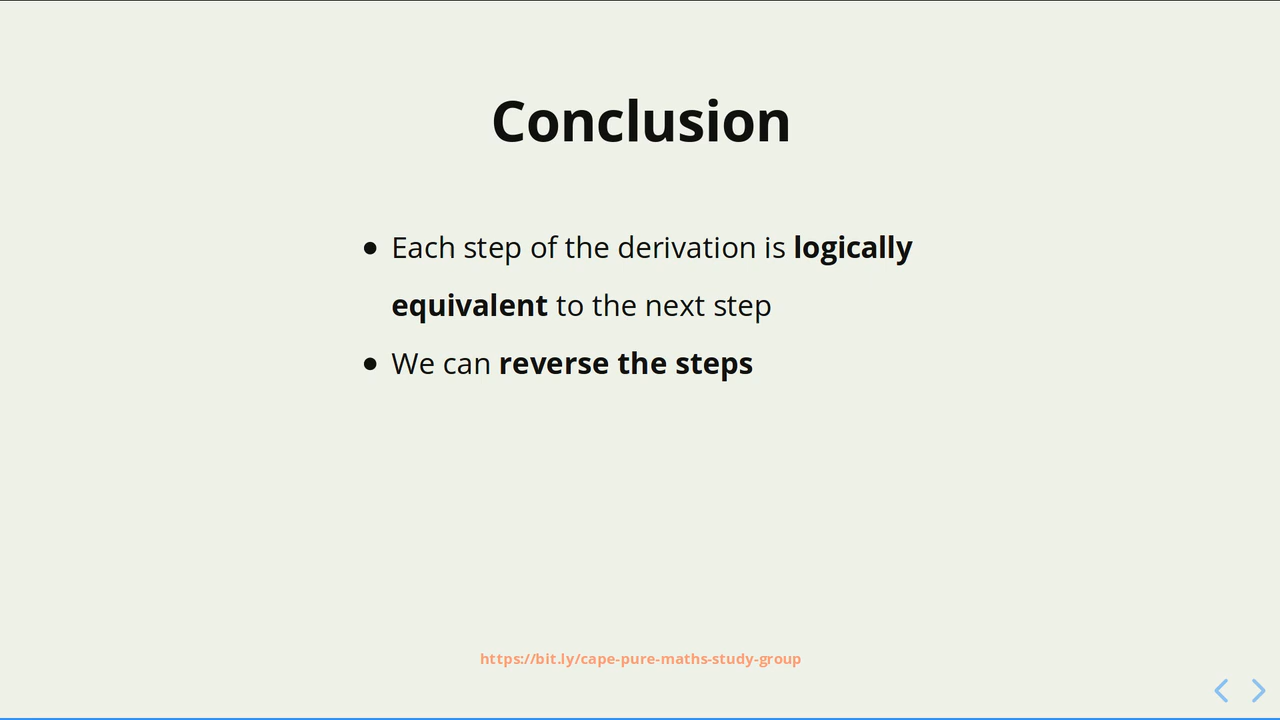 Conclusion
Each step of the derivation is logically
equivalent to the next step
We can reverse the steps
https://bit.ly/cape-pure-maths-study-group